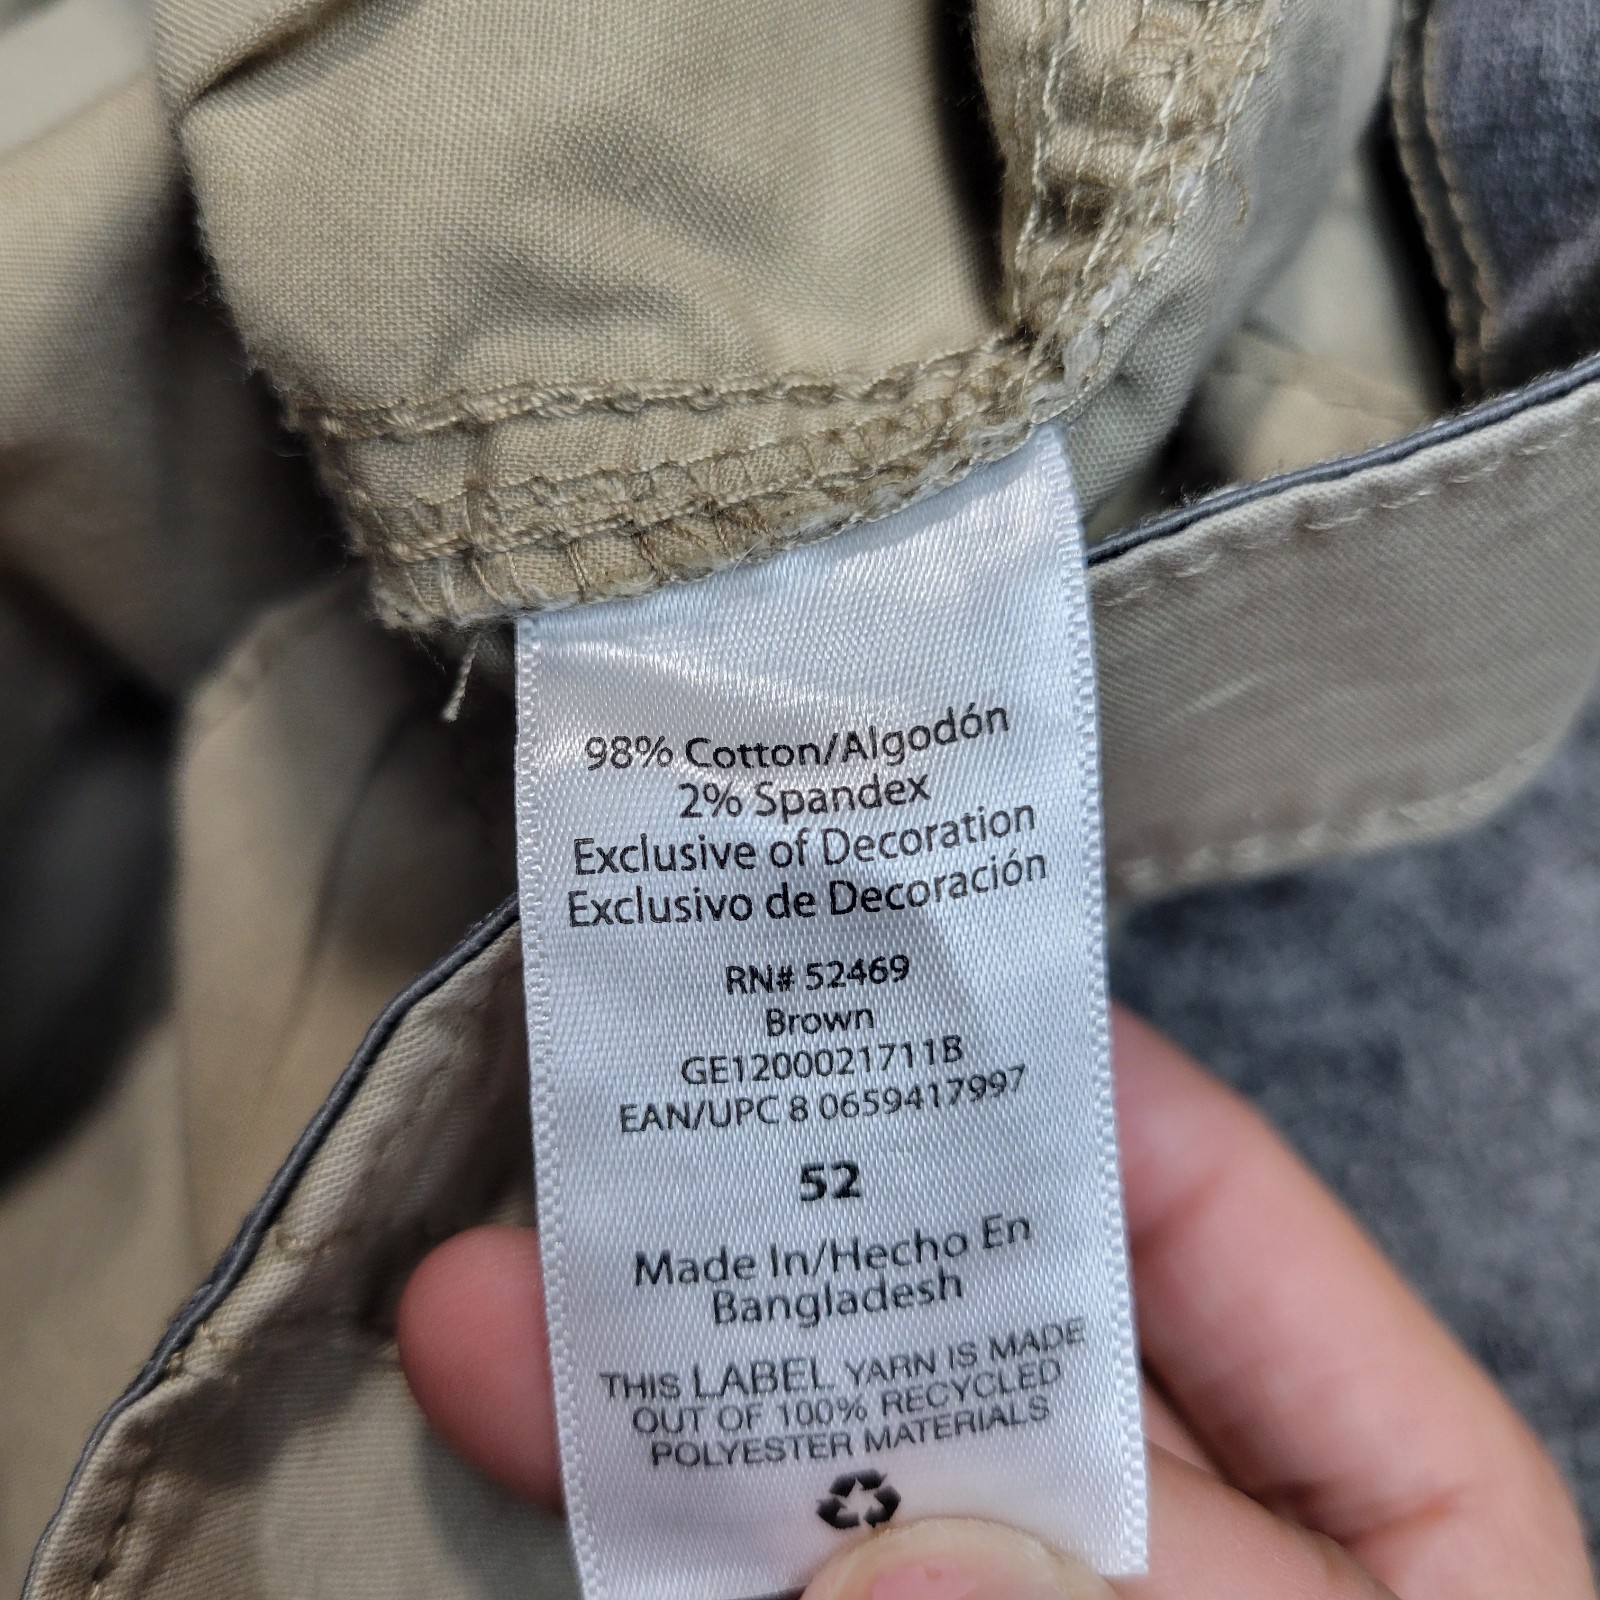 98% Cotton/Algodón
2% Spandex
Exclusive of Decoration
Exclusivo de Decoración
RN# 52469
Brown
GE12000021711B
EAN/UPC 8 0659417997
52
Made In/Hecho En
Bangladesh
THIS LABEL YARN IS MADE
OUT OF 100% RECYCLED
POLYESTER MATERIALS